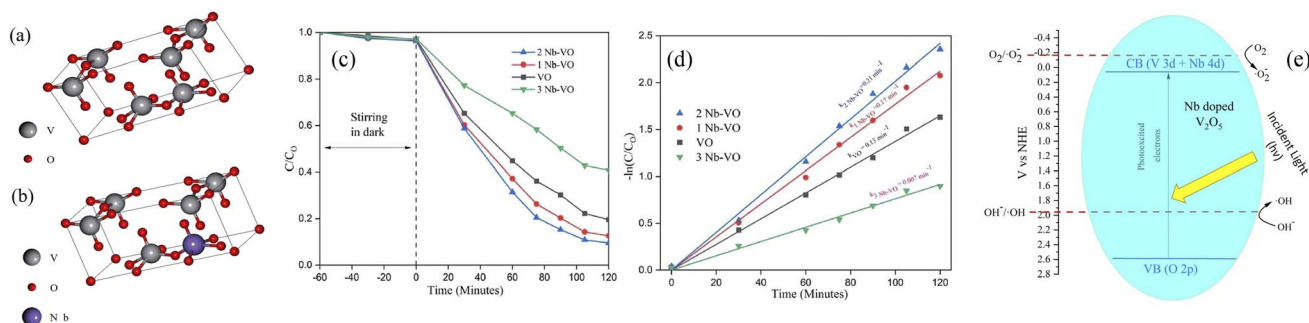 (a)
V
O
(b)
V
O
N b
(c)
2 Nb-VO
1 Nb-VO
VO
3 Nb-VO
Stirring
in dark
C/C_O
1.0
0.8
0.6
0.4
0.2
0.0
-60 -40 -20 0 20 40 60 80 100 120
Time (Minutes)
(d)
2 Nb-VO
1 Nb-VO
VO
3 Nb-VO
k_2 Nb-VO=0.21 min^-1
k_1 Nb-VO=0.17 min^-1
k_VO = 0.13 min^-1
k_3 Nb-VO = 0.007 min^-1
-ln(C/C_O)
2.5
2.0
1.5
1.0
0.5
0.0
0 20 40 60 80 100 120
Time (Minutes)
(e)
V vs NHE
-0.4
-0.2
0.0
0.2
0.4
0.6
0.8
1.0
1.2
1.4
1.6
1.8
2.0
2.2
2.4
2.6
2.8
O₂/·O₂⁻
OH⁻/·OH
CB (V 3d + Nb 4d)
O₂
·O₂⁻
Nb doped
V₂O₅
Photoexcited
electrons
Incident Light
(hν)
·OH
OH⁻
VB (O 2p)